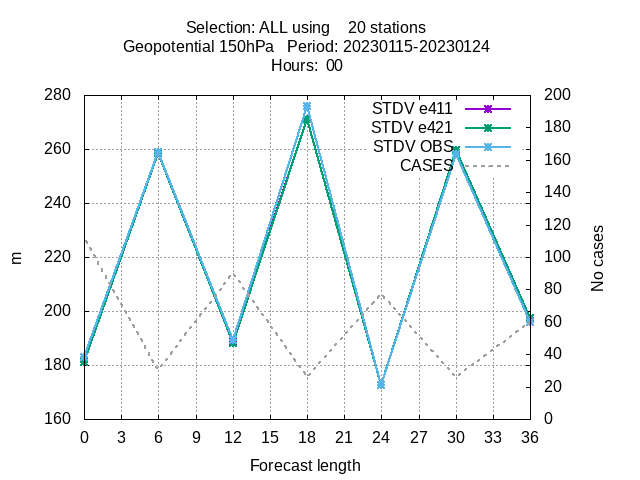 Selection: ALL using    20 stations
Geopotential 150hPa   Period: 20230115-20230124
Hours:  00
280
260
240
220
200
180
160
200
180
160
140
120
100
80
60
40
20
0
STDV e411
STDV e421
STDV OBS
CASES
m
No cases
0 3 6 9 12 15 18 21 24 27 30 33 36
Forecast length